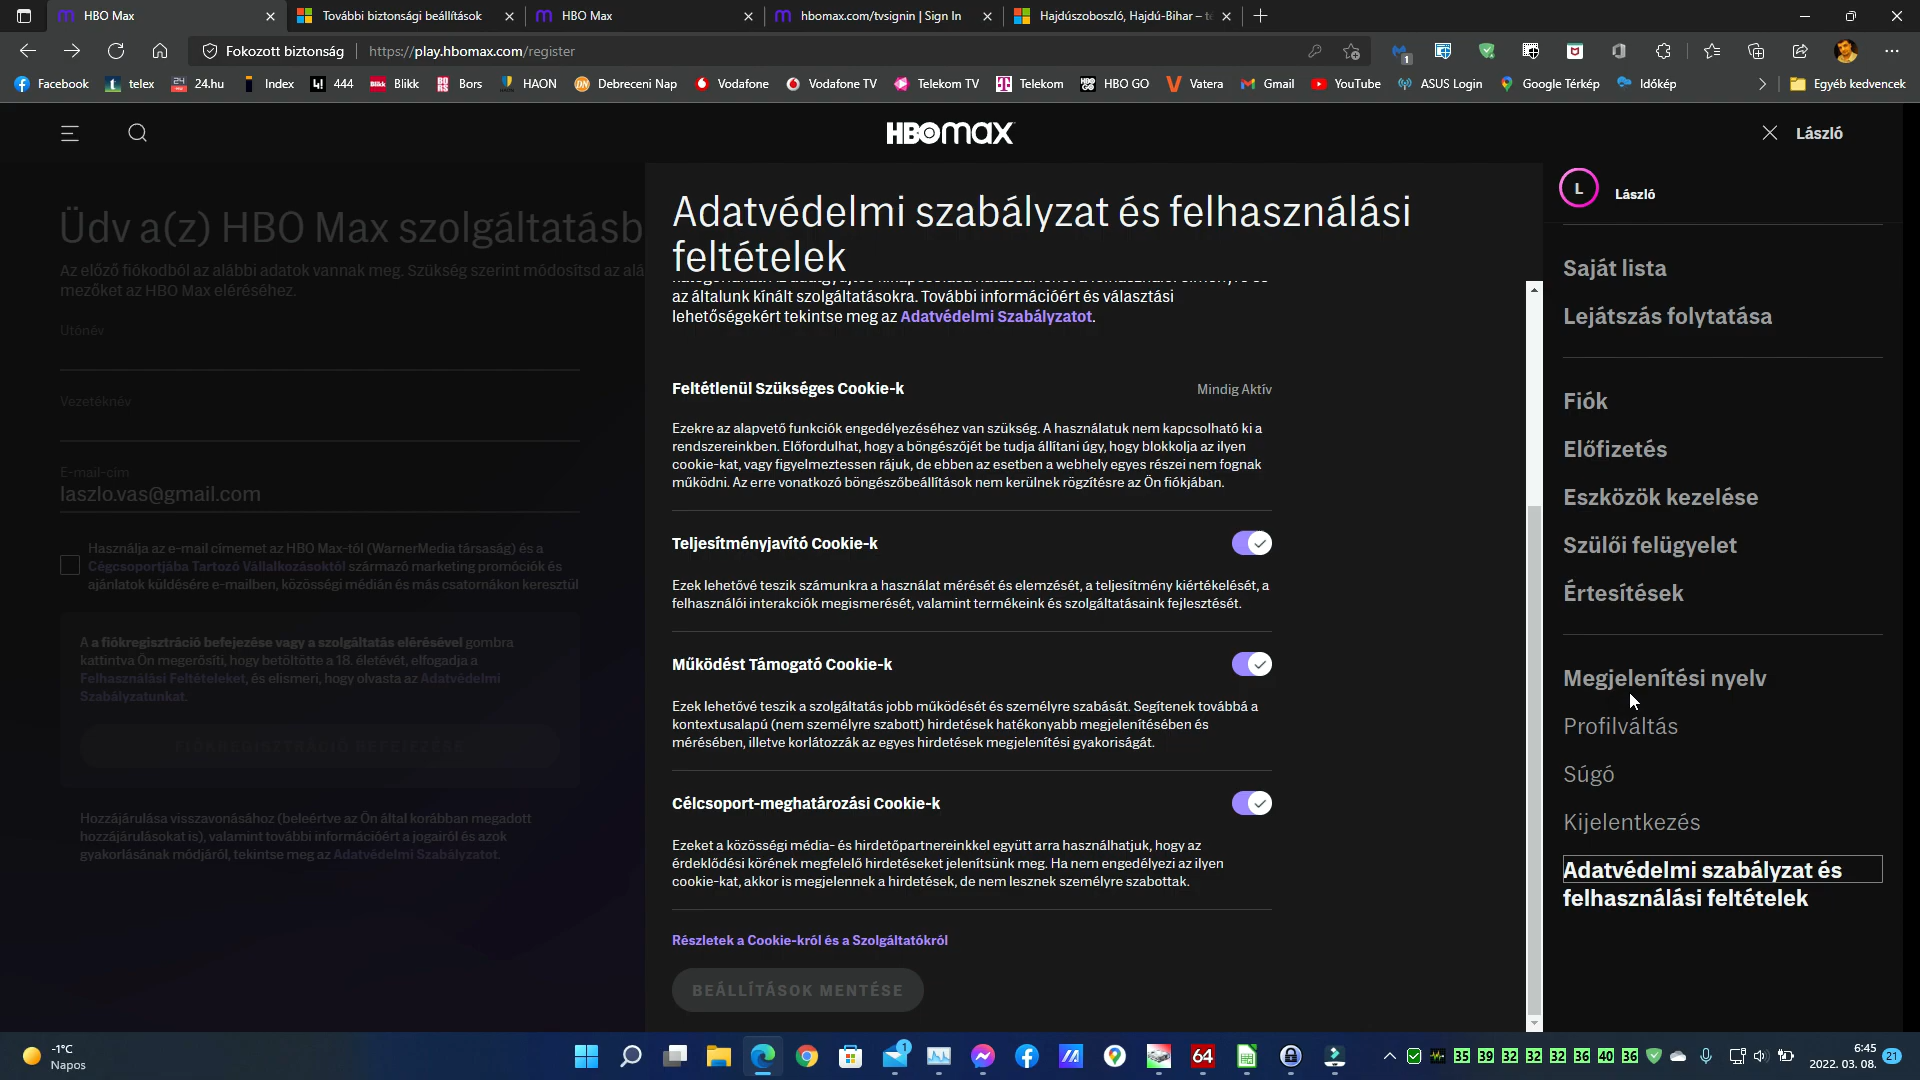 HBO Max
További biztonsági beállítások
HBO Max
hbomax.com/tvsignin | Sign In
Hajdúszoboszló, Hajdú-Bihar –
Fokozott biztonság
https://play.hbomax.com/register
1
Facebook
telex
24.hu
Index
444
Blikk
Bors
HAON
Debreceni Nap
Vodafone
Vodafone TV
Telekom TV
Telekom
HBO GO
Vatera
Gmail
YouTube
ASUS Login
Google Térkép
Időkép
Egyéb kedvencek
HBOmax
László
Üdv a(z) HBO Max szolgáltatásb
Az előző fiókodból az alábbi adatok vannak meg. Szükség szerint módosítsd az alá
mezőket az HBO Max eléréséhez.
Utónév
Vezetéknév
E-mail-cím
laszlo.vas@gmail.com
Használja az e-mail címemet az HBO Max-tól (WarnerMedia társaság) és a
Cégcsoportjába Tartozó Vállalkozásoktól származó marketing promóciók és
ajánlatok küldésére e-mailben, közösségi médián és más csatornákon keresztül
A a fiókregisztráció befejezése vagy a szolgáltatás elérésével gombra
kattintva Ön megerősíti, hogy betöltötte a 18. életévét, elfogadja a
Felhasználási Feltételeket, és elismeri, hogy olvasta az Adatvédelmi
Szabályzatunkat.
FIÓKREGISZTRÁCIÓ BEFEJEZÉSE
Hozzájárulása visszavonásához (beleértve az Ön által korábban megadott
hozzájárulásokat is), valamint további információért a jogairól és azok
gyakorlásának módjáról, tekintse meg az Adatvédelmi Szabályzatot.
Adatvédelmi szabályzat és felhasználási
feltételek
az általunk kínált szolgáltatásokra. További információért és választási
lehetőségekért tekintse meg az Adatvédelmi Szabályzatot.
Feltétlenül Szükséges Cookie-k
Mindig Aktív
Ezekre az alapvető funkciók engedélyezéséhez van szükség. A használatuk nem kapcsolható ki a
rendszereinkben. Előfordulhat, hogy a böngészőjét be tudja állítani úgy, hogy blokkolja az ilyen
cookie-kat, vagy figyelmeztessen rájuk, de ebben az esetben a webhely egyes részei nem fognak
működni. Az erre vonatkozó böngészőbeállítások nem kerülnek rögzítésre az Ön fiókjában.
Teljesítményjavító Cookie-k
Ezek lehetővé teszik számunkra a használat mérését és elemzését, a teljesítmény kiértékelését, a
felhasználói interakciók megismerését, valamint termékeink és szolgáltatásaink fejlesztését.
Működést Támogató Cookie-k
Ezek lehetővé teszik a szolgáltatás jobb működését és személyre szabását. Segítenek továbbá a
kontextusalapú (nem személyre szabott) hirdetések hatékonyabb megjelenítésében és
mérésében, illetve korlátozzák az egyes hirdetések megjelenítési gyakoriságát.
Célcsoport-meghatározási Cookie-k
Ezeket a közösségi média- és hirdetőpartnereinkkel együtt arra használhatjuk, hogy az
érdeklődési körének megfelelő hirdetéseket jelenítsünk meg. Ha nem engedélyezi az ilyen
cookie-kat, akkor is megjelennek a hirdetések, de nem lesznek személyre szabottak.
Részletek a Cookie-król és a Szolgáltatókról
BEÁLLÍTÁSOK MENTÉSE
L
László
Saját lista
Lejátszás folytatása
Fiók
Előfizetés
Eszközök kezelése
Szülői felügyelet
Értesítések
Megjelenítési nyelv
Profilváltás
Súgó
Kijelentkezés
Adatvédelmi szabályzat és
felhasználási feltételek
-1°C
Napos
1
64
35 39 32 32 32 36 40 36
6:45
2022. 03. 08.
21